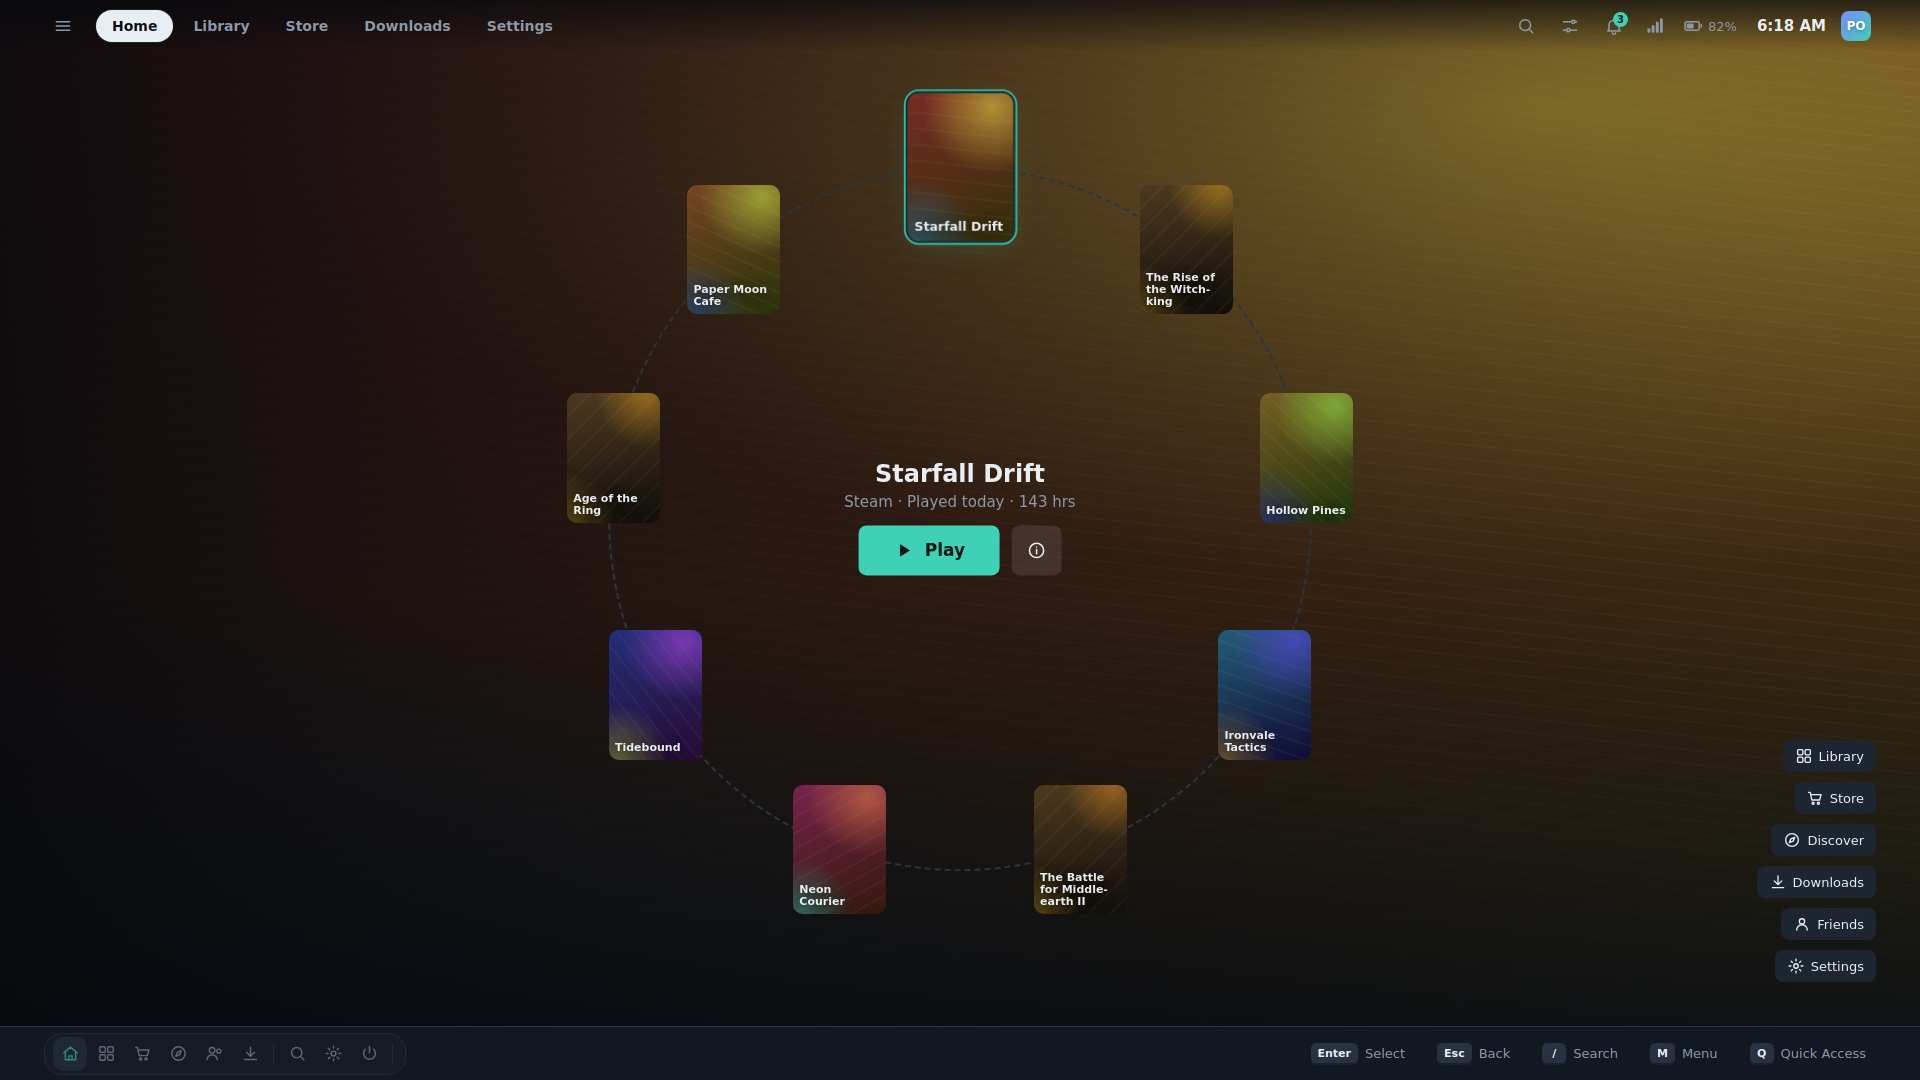 Home
Library
Store
Downloads
Settings
3
82%
6:18 AM
PO
Starfall Drift
Paper Moon
Cafe
The Rise of
the Witch-
king
Age of the
Ring
Hollow Pines
Starfall Drift
Steam · Played today · 143 hrs
Play
Tidebound
Ironvale
Tactics
Neon
Courier
The Battle
for Middle-
earth II
Library
Store
Discover
Downloads
Friends
Settings
Enter Select
Esc Back
/ Search
M Menu
Q Quick Access